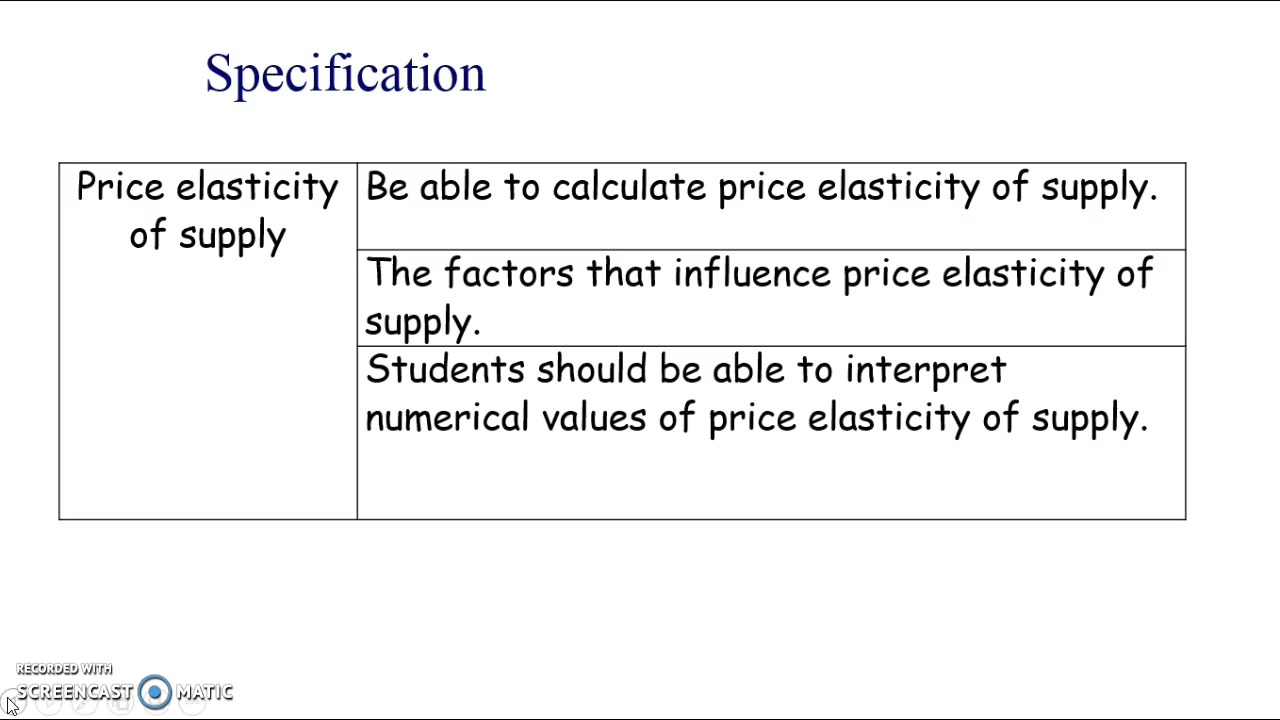 Specification
Price elasticity
of supply
Be able to calculate price elasticity of supply.
The factors that influence price elasticity of
supply.
Students should be able to interpret
numerical values of price elasticity of supply.
RECORDED WITH
SCREENCAST MATIC